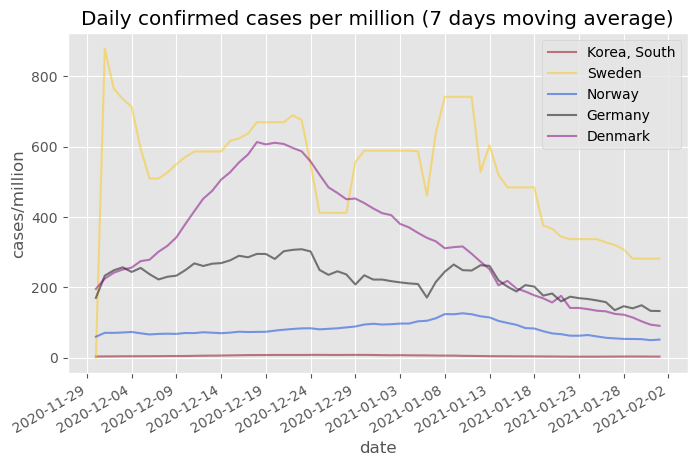 Daily confirmed cases per million (7 days moving average)
Korea, South
Sweden
Norway
Germany
Denmark
cases/million
800
600
400
200
0
2020-11-29
2020-12-04
2020-12-09
2020-12-14
2020-12-19
2020-12-24
2020-12-29
2021-01-03
2021-01-08
2021-01-13
2021-01-18
2021-01-23
2021-01-28
2021-02-02
date